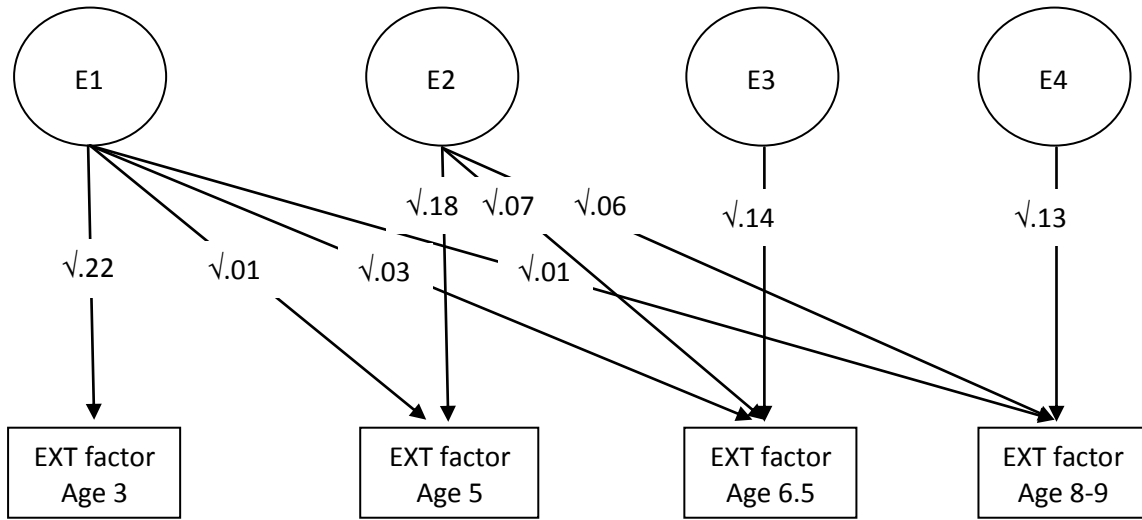 E1
E2
E3
E4
√.22
√.01
√.03
√.01
√.18
√.07
√.06
√.14
√.13
EXT factor
Age 3
EXT factor
Age 5
EXT factor
Age 6.5
EXT factor
Age 8-9